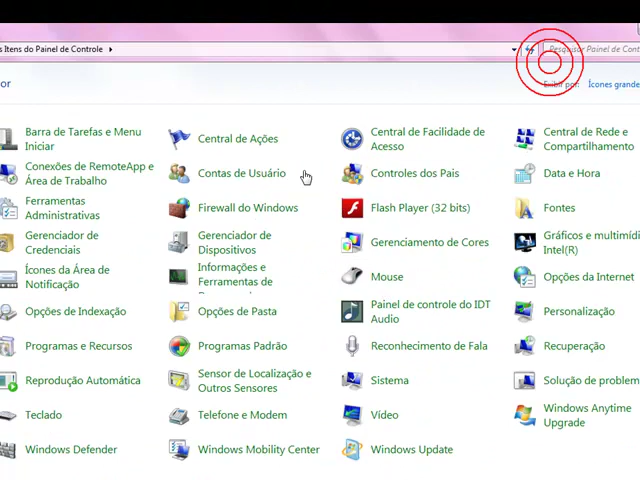 s Itens do Painel de Controle
Pesquisar Painel de Cont
or
Exibir por: Ícones grande
Barra de Tarefas e Menu
Iniciar
Central de Ações
Central de Facilidade de
Acesso
Central de Rede e
Compartilhamento
Conexões de RemoteApp e
Área de Trabalho
Contas de Usuário
Controles dos Pais
Data e Hora
Ferramentas
Administrativas
Firewall do Windows
Flash Player (32 bits)
Fontes
Gerenciador de
Credenciais
Gerenciador de
Dispositivos
Gerenciamento de Cores
Gráficos e multimídi
Intel(R)
Ícones da Área de
Notificação
Informações e
Ferramentas de
Mouse
Opções da Internet
Opções de Indexação
Opções de Pasta
Painel de controle do IDT
Audio
Personalização
Programas e Recursos
Programas Padrão
Reconhecimento de Fala
Recuperação
Reprodução Automática
Sensor de Localização e
Outros Sensores
Sistema
Solução de problem
Teclado
Telefone e Modem
Vídeo
Windows Anytime
Upgrade
Windows Defender
Windows Mobility Center
Windows Update